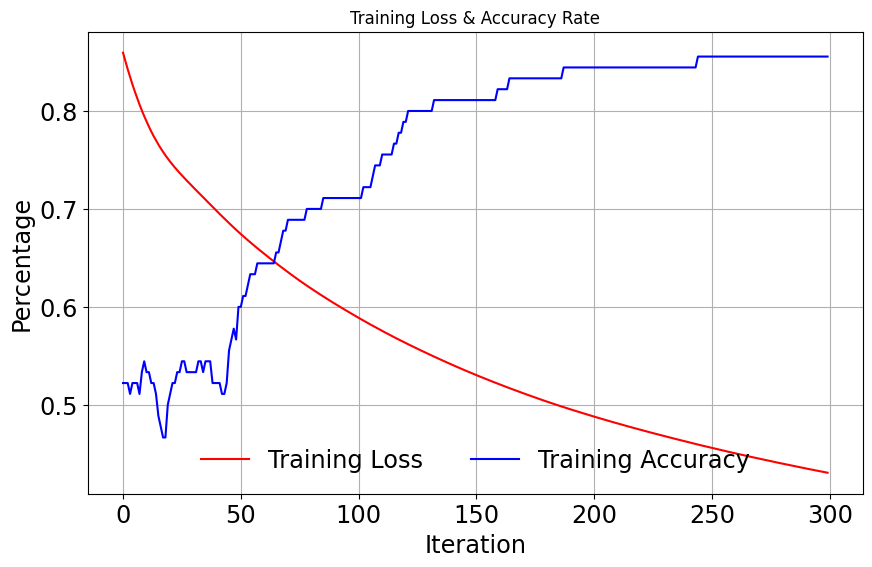 Training Loss & Accuracy Rate
0.8
0.7
0.6
0.5
Percentage
Training Loss Training Accuracy
0 50 100 150 200 250 300
Iteration